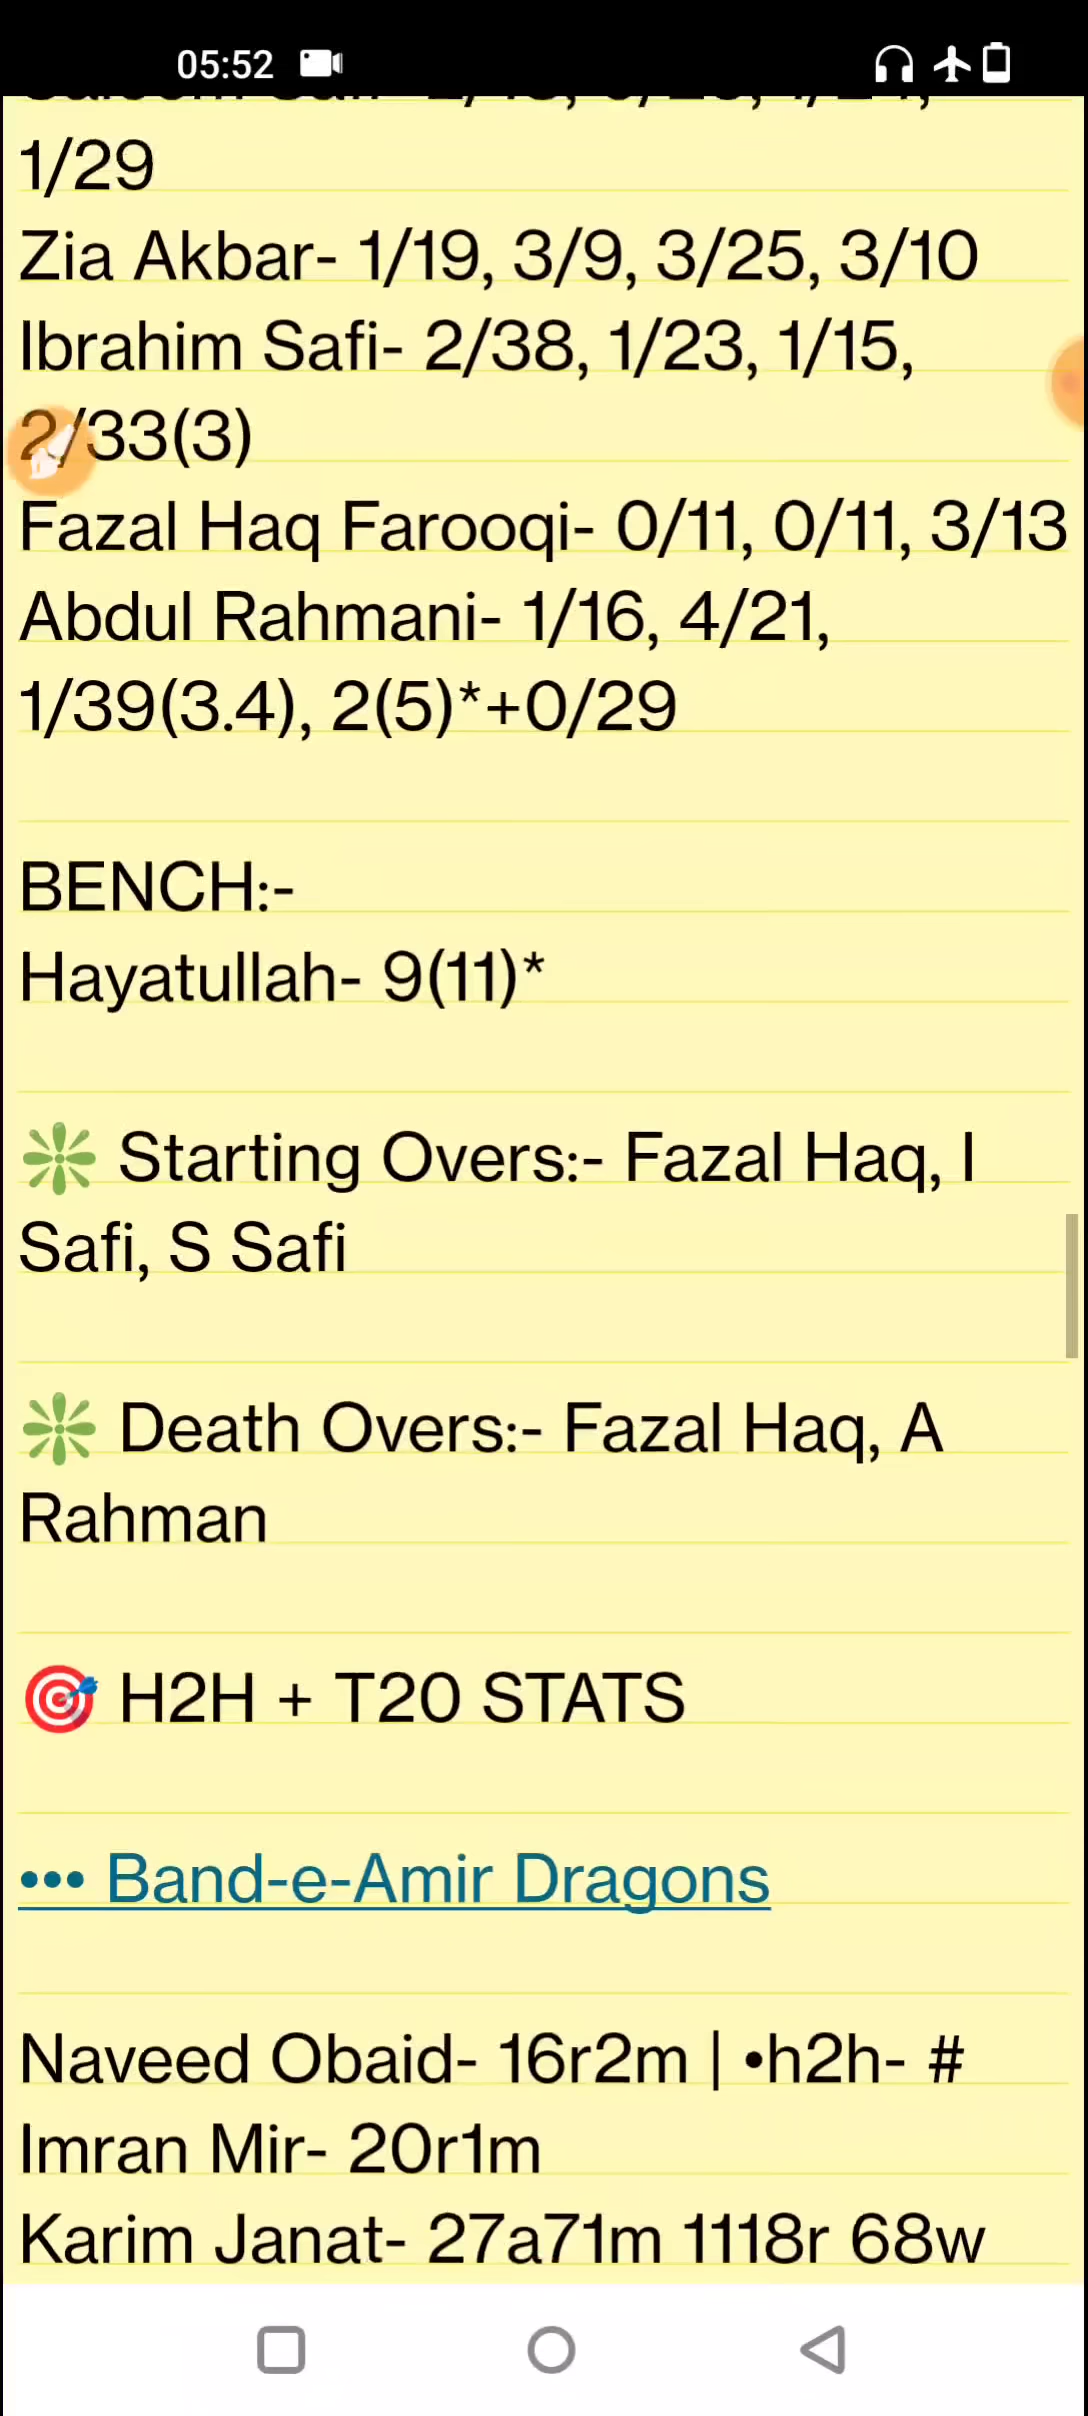 05:52
1/29
Zia Akbar- 1/19, 3/9, 3/25, 3/10
Ibrahim Safi- 2/38, 1/23, 1/15,
2/33(3)
Fazal Haq Farooqi- 0/11, 0/11, 3/13
Abdul Rahmani- 1/16, 4/21,
1/39(3.4), 2(5)*+0/29
BENCH:-
Hayatullah- 9(11)*
Starting Overs:- Fazal Haq, I
Safi, S Safi
Death Overs:- Fazal Haq, A
Rahman
🎯 H2H + T20 STATS
••• Band-e-Amir Dragons
Naveed Obaid- 16r2m | •h2h- #
Imran Mir- 20r1m
Karim Janat- 27a71m 1118r 68w